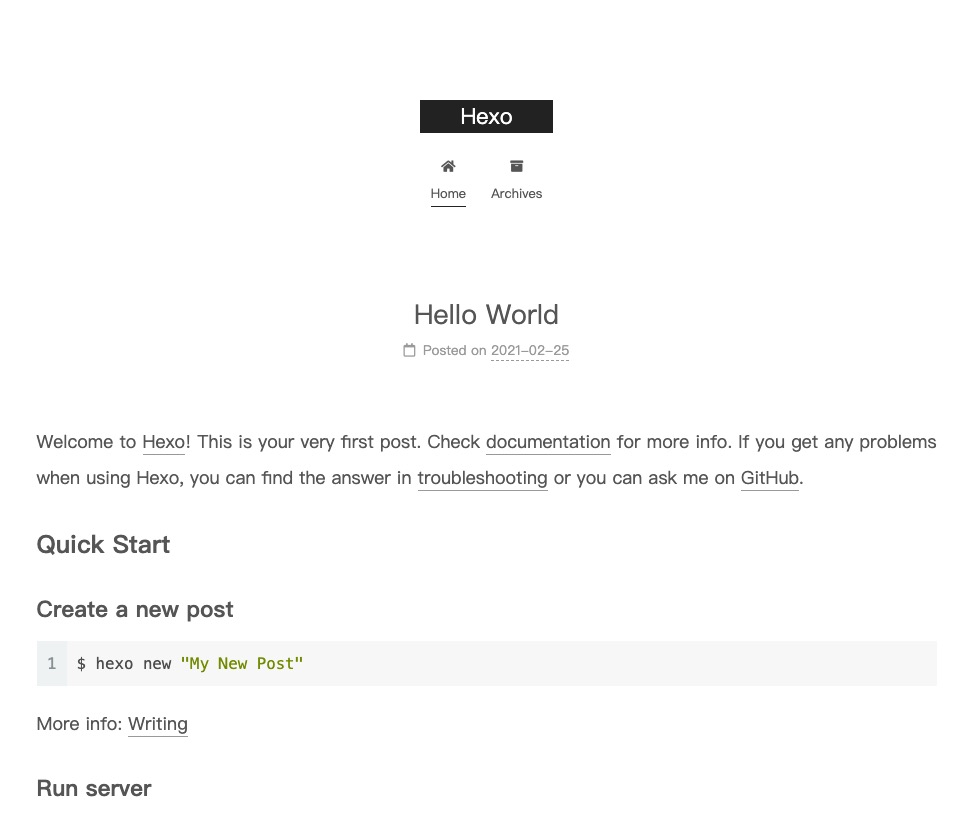 Hexo
Home Archives
Hello World
Posted on 2021-02-25
Welcome to Hexo! This is your very first post. Check documentation for more info. If you get any problems
when using Hexo, you can find the answer in troubleshooting or you can ask me on GitHub.
Quick Start
Create a new post
1 $ hexo new "My New Post"
More info: Writing
Run server